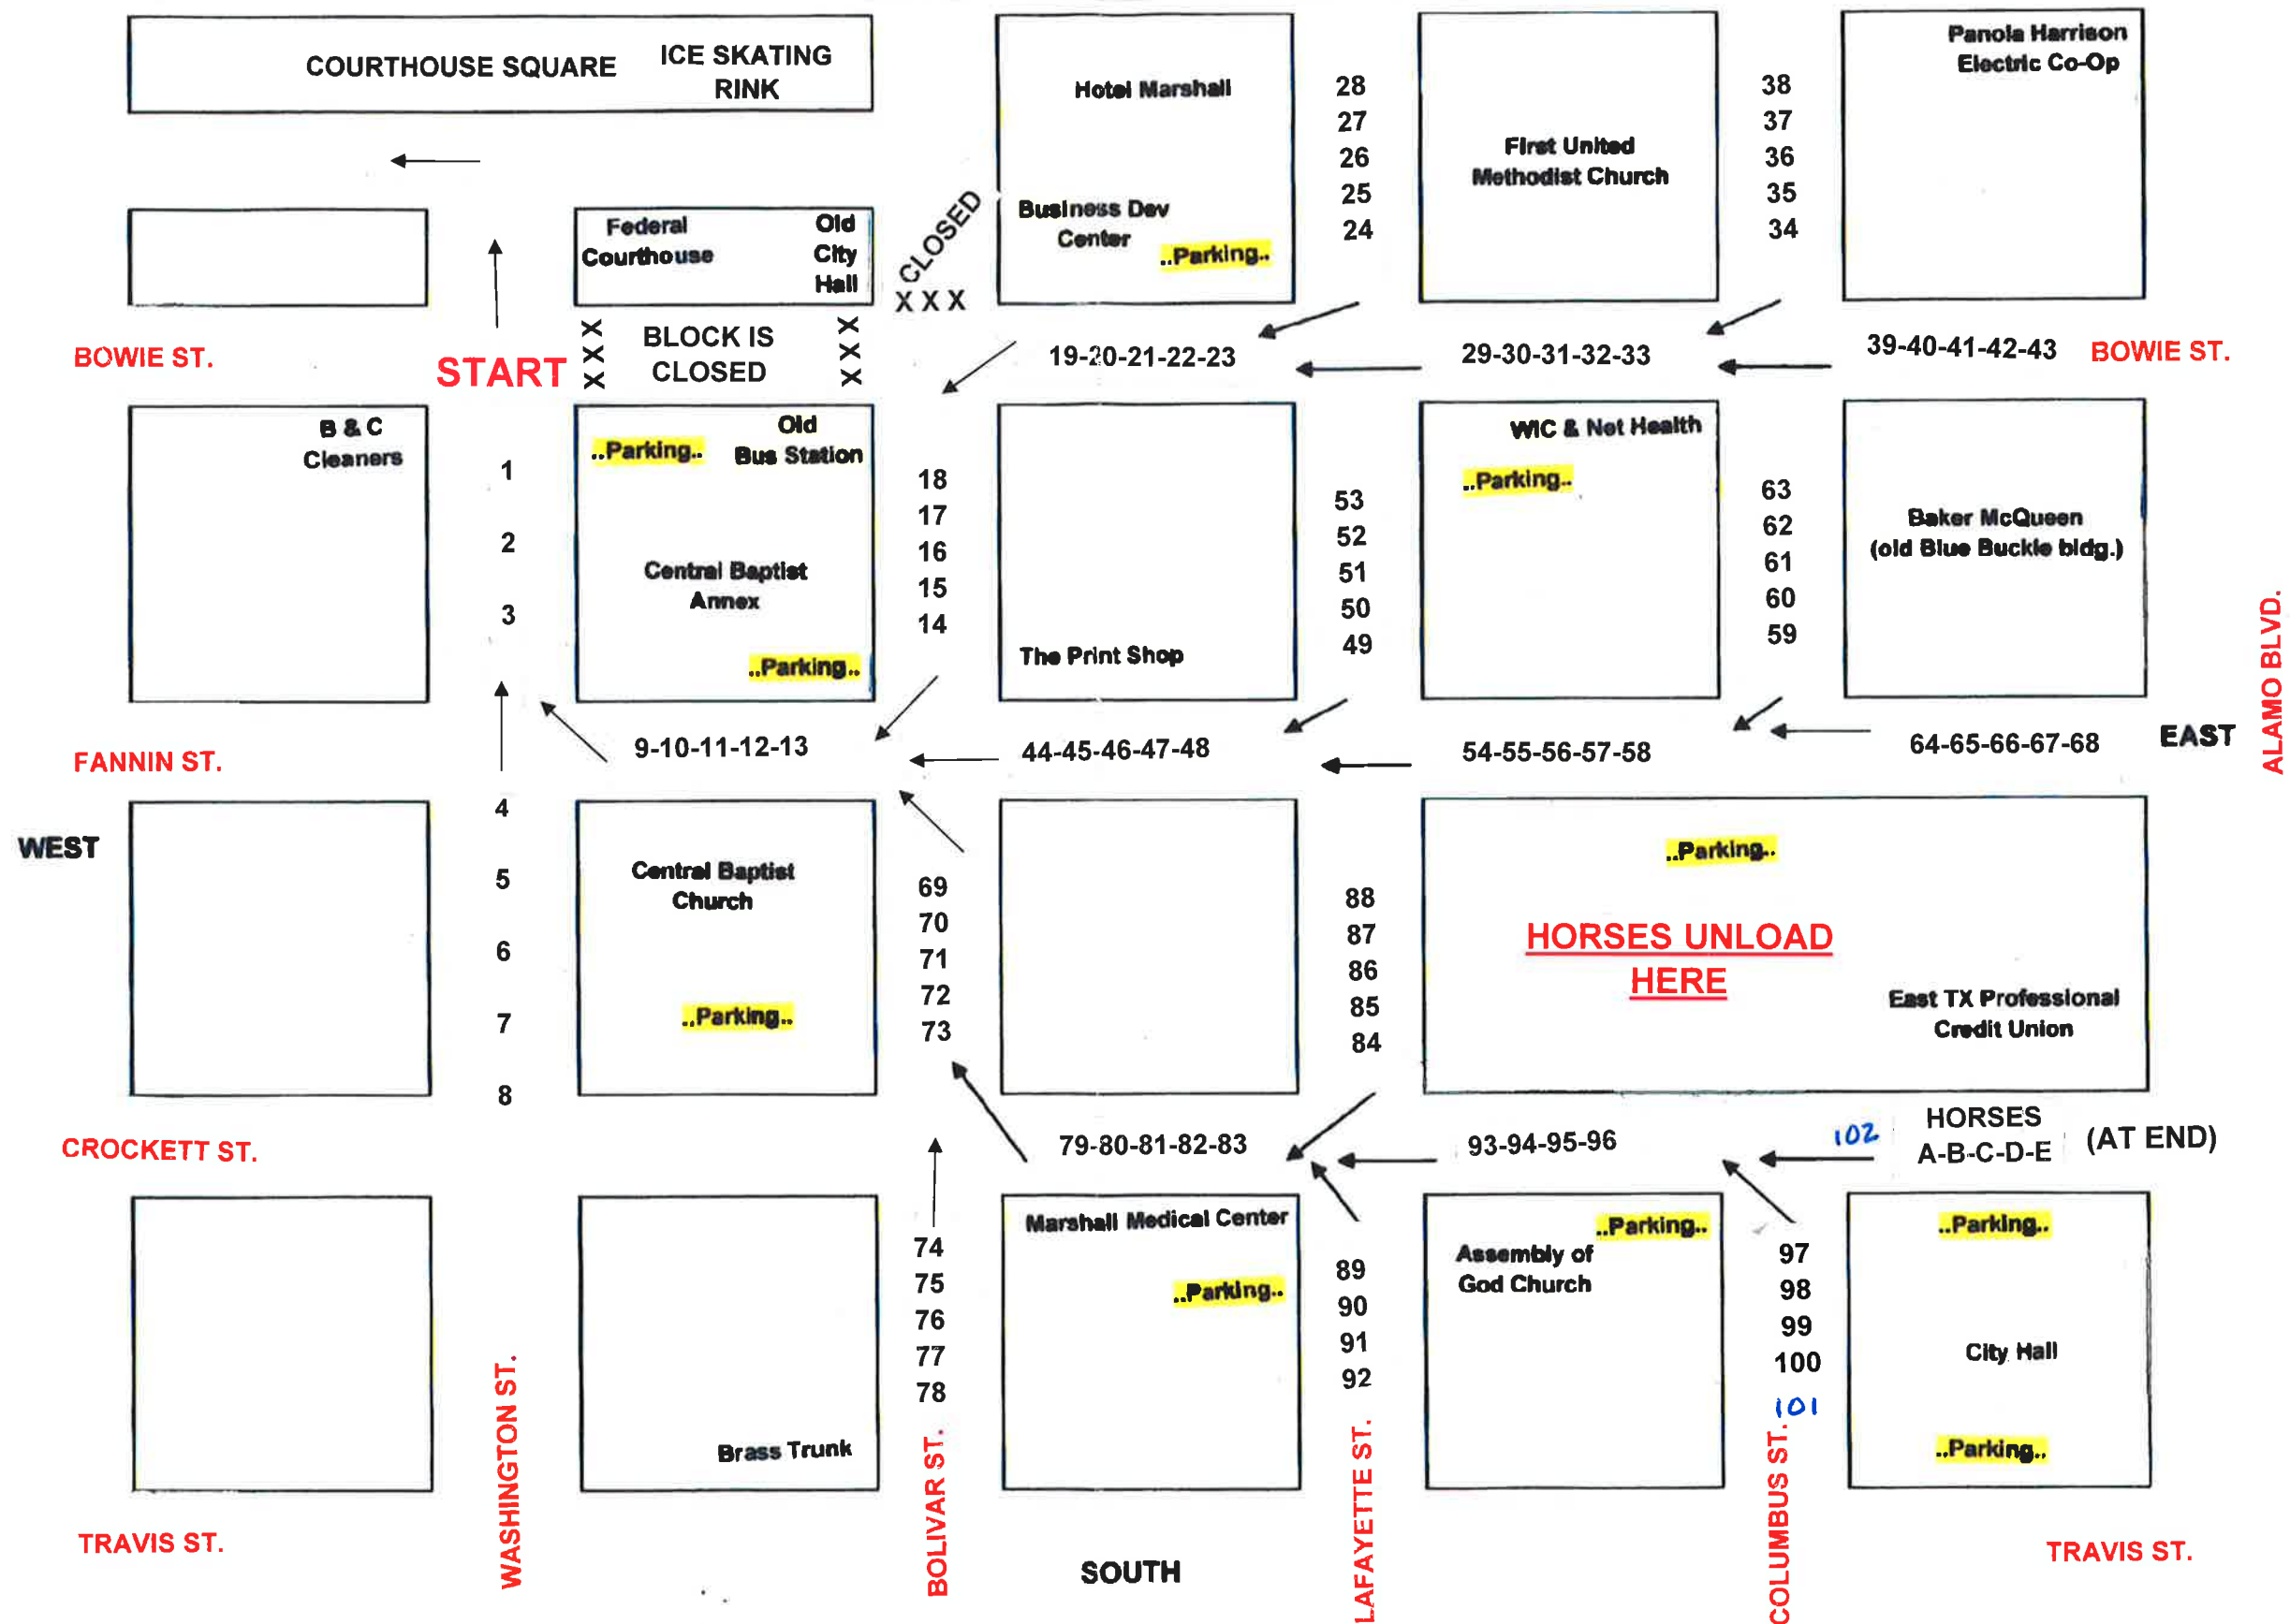 COURTHOUSE SQUARE
ICE SKATING
RINK
Hotel Marshall
28
27
26
25
24
First United
Methodist Church
38
37
36
35
34
Panola Harrison
Electric Co-Op
Federal
Courthouse
Old
City
Hall
CLOSED
X X X
Business Dev
Center
..Parking..
BOWIE ST.
START
X X X
BLOCK IS
CLOSED
X X X
19-20-21-22-23
29-30-31-32-33
39-40-41-42-43
BOWIE ST.
B & C
Cleaners
1
2
3
..Parking..
Old
Bus Station
Central Baptist
Annex
..Parking..
18
17
16
15
14
The Print Shop
53
52
51
50
49
WIC & Net Health
..Parking..
63
62
61
60
59
Baker McQueen
(old Blue Buckle bldg.)
ALAMO BLVD.
FANNIN ST.
9-10-11-12-13
44-45-46-47-48
54-55-56-57-58
64-65-66-67-68
EAST
WEST
4
5
6
7
8
Central Baptist
Church
..Parking..
69
70
71
72
73
88
87
86
85
84
..Parking..
HORSES UNLOAD
HERE
East TX Professional
Credit Union
CROCKETT ST.
79-80-81-82-83
93-94-95-96
102
HORSES
A-B-C-D-E
(AT END)
WASHINGTON ST.
Brass Trunk
74
75
76
77
78
BOLIVAR ST.
Marshall Medical Center
..Parking..
89
90
91
92
LAFAYETTE ST.
..Parking..
Assembly of
God Church
97
98
99
100
101
COLUMBUS ST.
..Parking..
City Hall
..Parking..
TRAVIS ST.
SOUTH
TRAVIS ST.